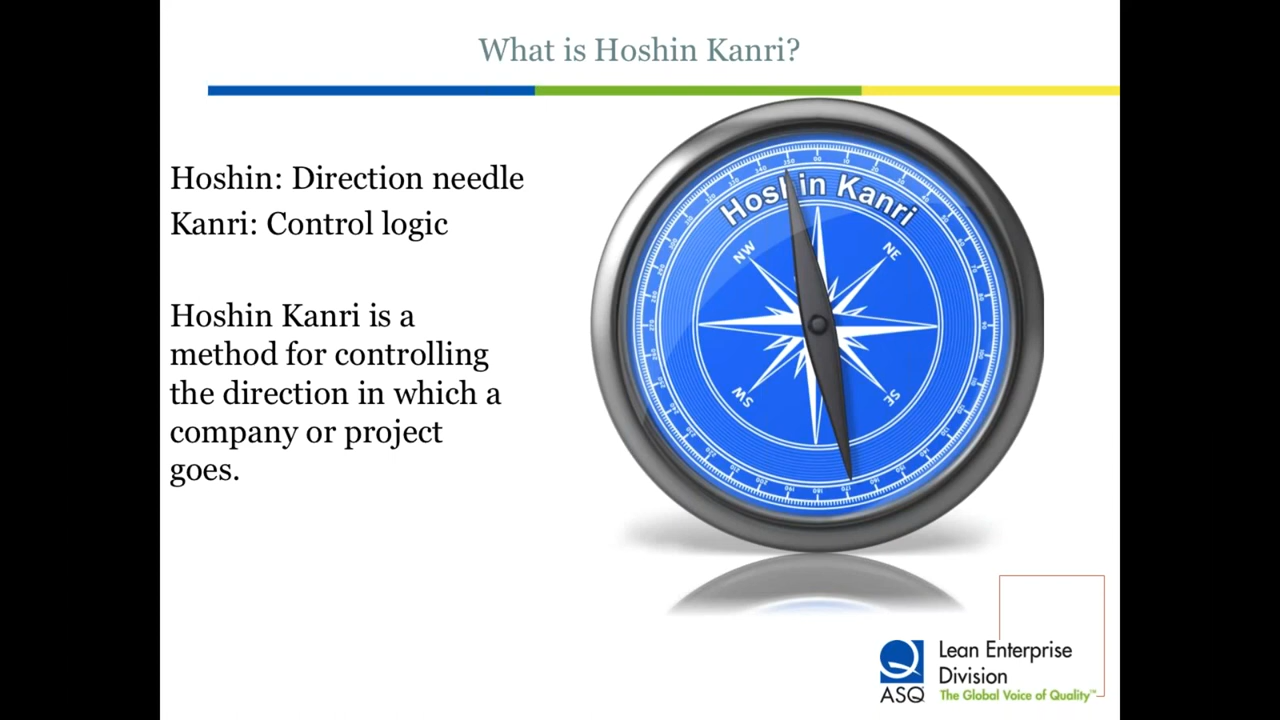 What is Hoshin Kanri?
Hoshin: Direction needle
Kanri: Control logic
Hoshin Kanri is a
method for controlling
the direction in which a
company or project
goes.
Hoshin Kanri
NW
NE
SW
SE
Lean Enterprise
Division
ASQ The Global Voice of Quality™